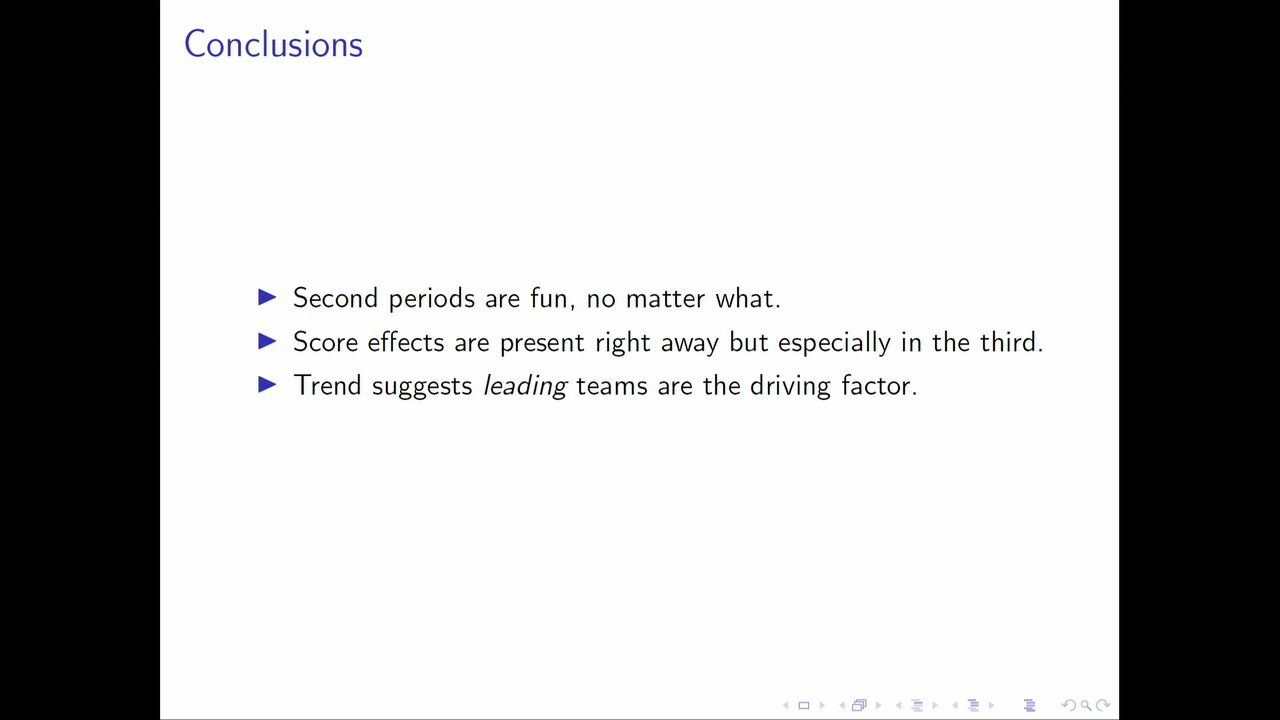 Conclusions
Second periods are fun, no matter what.
Score effects are present right away but especially in the third.
Trend suggests leading teams are the driving factor.